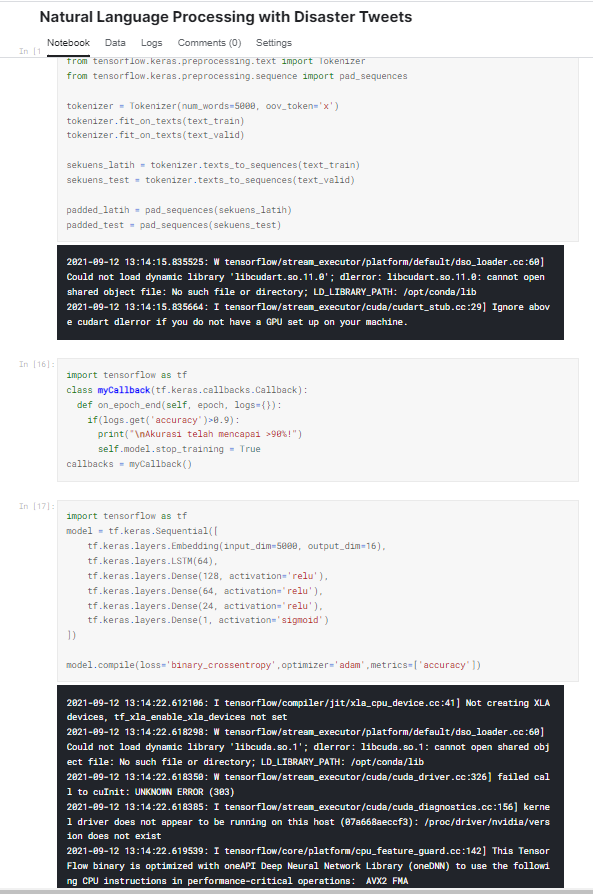 Natural Language Processing with Disaster Tweets
Notebook Data Logs Comments (0) Settings
In [1
from tensorflow.keras.preprocessing.text import Tokenizer
from tensorflow.keras.preprocessing.sequence import pad_sequences
tokenizer = Tokenizer(num_words=5000, oov_token='x')
tokenizer.fit_on_texts(text_train)
tokenizer.fit_on_texts(text_valid)
sekuens_latih = tokenizer.texts_to_sequences(text_train)
sekuens_test = tokenizer.texts_to_sequences(text_valid)
padded_latih = pad_sequences(sekuens_latih)
padded_test = pad_sequences(sekuens_test)
2021-09-12 13:14:15.835525: W tensorflow/stream_executor/platform/default/dso_loader.cc:60]
Could not load dynamic library 'libcudart.so.11.0'; dlerror: libcudart.so.11.0: cannot open
shared object file: No such file or directory; LD_LIBRARY_PATH: /opt/conda/lib
2021-09-12 13:14:15.835664: I tensorflow/stream_executor/cuda/cudart_stub.cc:29] Ignore abov
e cudart dlerror if you do not have a GPU set up on your machine.
In [16]:
import tensorflow as tf
class myCallback(tf.keras.callbacks.Callback):
def on_epoch_end(self, epoch, logs={}):
if(logs.get('accuracy')>0.9):
print("\nAkurasi telah mencapai >90%!")
self.model.stop_training = True
callbacks = myCallback()
In [17]:
import tensorflow as tf
model = tf.keras.Sequential([
tf.keras.layers.Embedding(input_dim=5000, output_dim=16),
tf.keras.layers.LSTM(64),
tf.keras.layers.Dense(128, activation='relu'),
tf.keras.layers.Dense(64, activation='relu'),
tf.keras.layers.Dense(24, activation='relu'),
tf.keras.layers.Dense(1, activation='sigmoid')
])
model.compile(loss='binary_crossentropy',optimizer='adam',metrics=['accuracy'])
2021-09-12 13:14:22.612106: I tensorflow/compiler/jit/xla_cpu_device.cc:41] Not creating XLA
devices, tf_xla_enable_xla_devices not set
2021-09-12 13:14:22.618298: W tensorflow/stream_executor/platform/default/dso_loader.cc:60]
Could not load dynamic library 'libcuda.so.1'; dlerror: libcuda.so.1: cannot open shared obj
ect file: No such file or directory; LD_LIBRARY_PATH: /opt/conda/lib
2021-09-12 13:14:22.618350: W tensorflow/stream_executor/cuda/cuda_driver.cc:326] failed cal
l to cuInit: UNKNOWN ERROR (303)
2021-09-12 13:14:22.618385: I tensorflow/stream_executor/cuda/cuda_diagnostics.cc:156] kerne
l driver does not appear to be running on this host (07a668aeccf3): /proc/driver/nvidia/vers
ion does not exist
2021-09-12 13:14:22.619539: I tensorflow/core/platform/cpu_feature_guard.cc:142] This Tensor
Flow binary is optimized with oneAPI Deep Neural Network Library (oneDNN) to use the followi
ng CPU instructions in performance-critical operations: AVX2 FMA